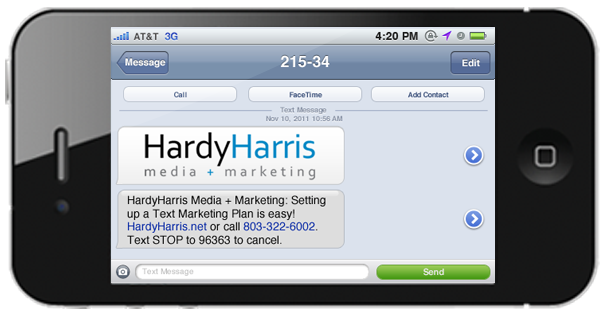 AT&T 3G 4:20 PM
Message 215-34 Edit
Call FaceTime Add Contact
Text Message
Nov 10, 2011 10:56 AM
HardyHarris
media + marketing
HardyHarris Media + Marketing: Setting
up a Text Marketing Plan is easy!
HardyHarris.net or call 803-322-6002.
Text STOP to 96363 to cancel.
Text Message Send